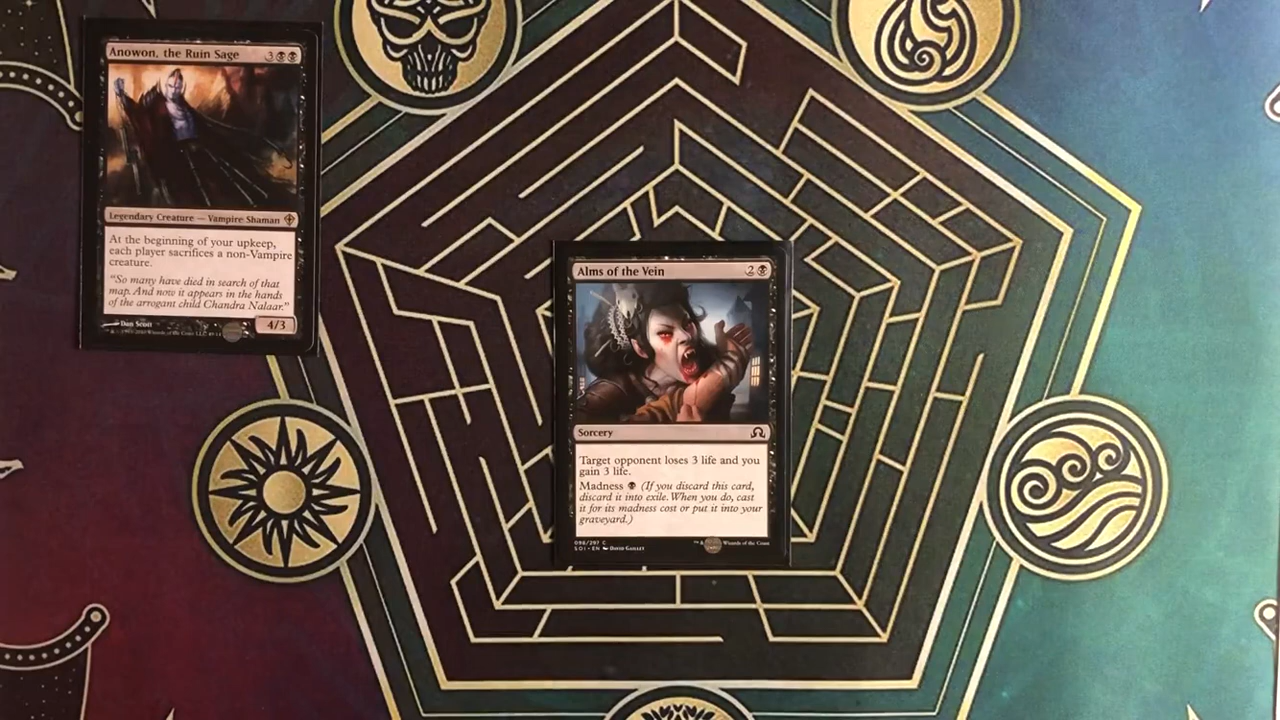 Anowon, the Ruin Sage 3
Legendary Creature — Vampire Shaman
At the beginning of your upkeep,
each player sacrifices a non-Vampire
creature.
"So many have died in search of that
map. And now it appears in the hands
of the arrogant child Chandra Nalaar."
Dan Scott
4/3
Alms of the Vein 2
Sorcery
Target opponent loses 3 life and you
gain 3 life.
Madness (If you discard this card,
discard it into exile. When you do, cast
it for its madness cost or put it into your
graveyard.)
098/297 C
SOI • EN David Gaillet
Wizards of the Coast